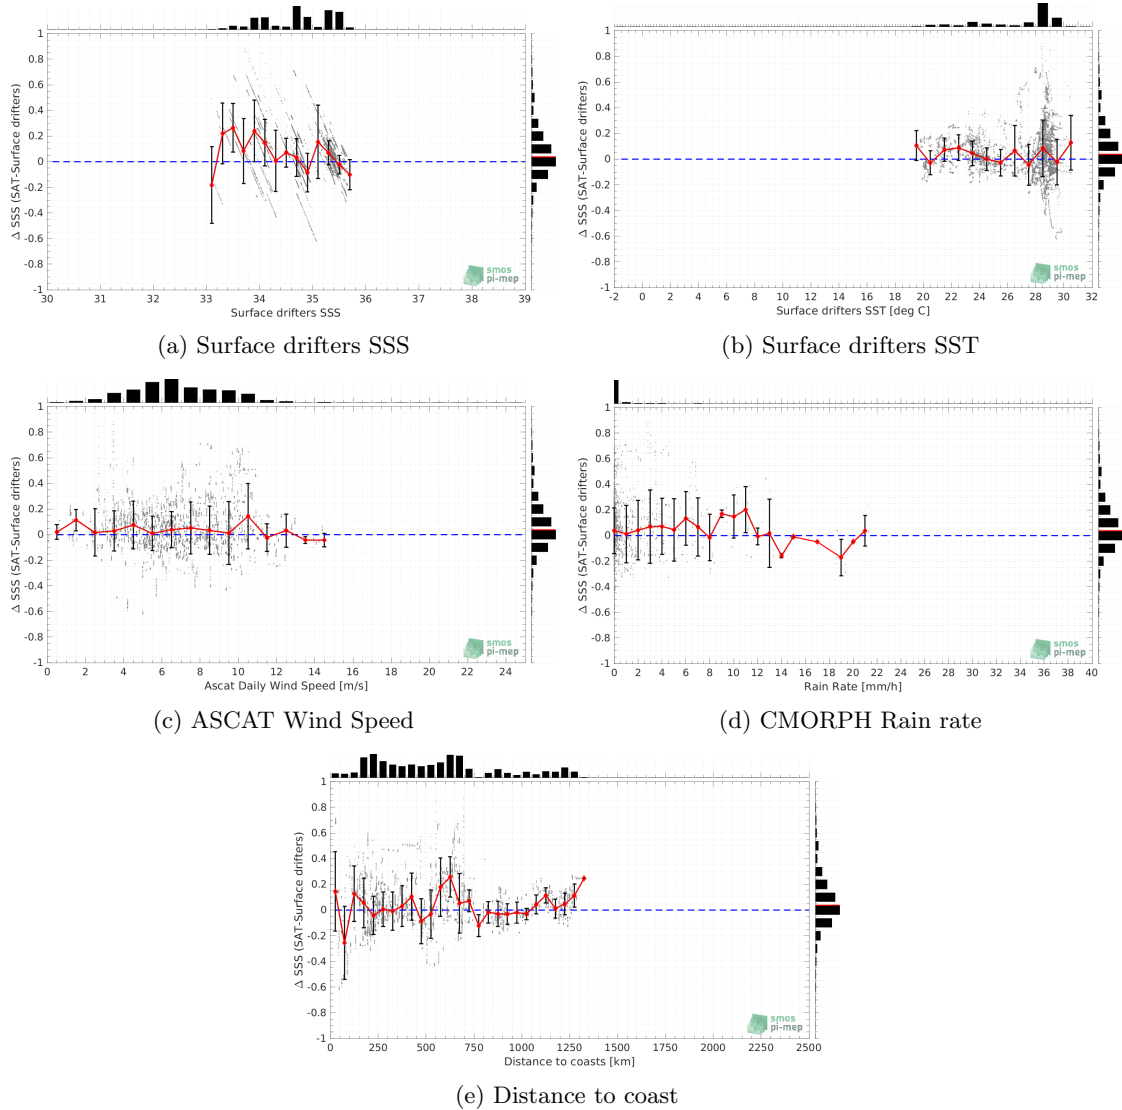 1
0.8
0.6
0.4
0.2
0
-0.2
-0.4
-0.6
-0.8
-1
Δ SSS (SAT-Surface drifters)
30 31 32 33 34 35 36 37 38 39
Surface drifters SSS
smos
pi-mep
(a) Surface drifters SSS
1
0.8
0.6
0.4
0.2
0
-0.2
-0.4
-0.6
-0.8
-1
Δ SSS (SAT-Surface drifters)
-2 0 2 4 6 8 10 12 14 16 18 20 22 24 26 28 30 32
Surface drifters SST [deg C]
smos
pi-mep
(b) Surface drifters SST
1
0.8
0.6
0.4
0.2
0
-0.2
-0.4
-0.6
-0.8
-1
Δ SSS (SAT-Surface drifters)
0 2 4 6 8 10 12 14 16 18 20 22 24
Ascat Daily Wind Speed [m/s]
smos
pi-mep
(c) ASCAT Wind Speed
1
0.8
0.6
0.4
0.2
0
-0.2
-0.4
-0.6
-0.8
-1
Δ SSS (SAT-Surface drifters)
0 2 4 6 8 10 12 14 16 18 20 22 24 26 28 30 32 34 36 38 40
Rain Rate [mm/h]
smos
pi-mep
(d) CMORPH Rain rate
1
0.8
0.6
0.4
0.2
0
-0.2
-0.4
-0.6
-0.8
-1
Δ SSS (SAT-Surface drifters)
0 250 500 750 1000 1250 1500 1750 2000 2250 2500
Distance to coasts [km]
smos
pi-mep
(e) Distance to coast